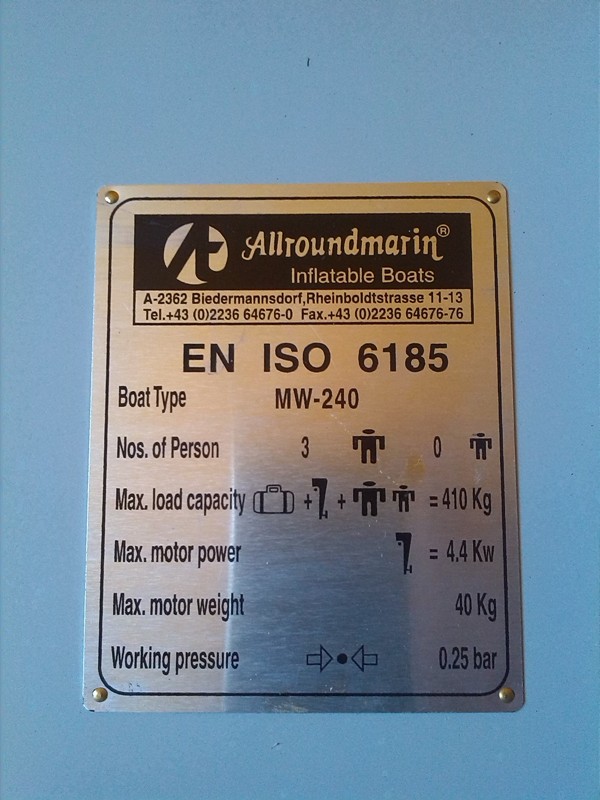 Allroundmarin®
Inflatable Boats
A-2362 Biedermannsdorf,Rheinboldtstrasse 11-13
Tel.+43 (0)2236 64676-0 Fax.+43 (0)2236 64676-76
EN ISO 6185
Boat Type MW-240
Nos. of Person 3 0
Max. load capacity + + = 410 Kg
Max. motor power = 4.4 Kw
Max. motor weight 40 Kg
Working pressure 0.25 bar